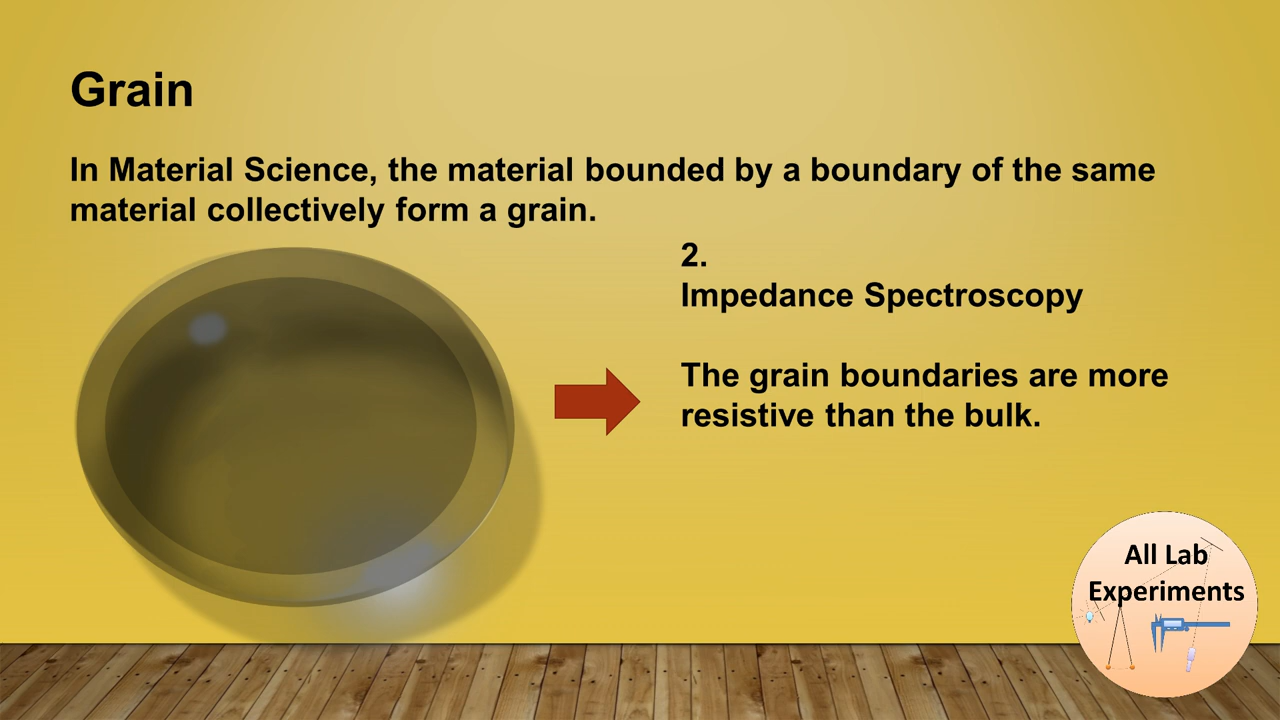 Grain
In Material Science, the material bounded by a boundary of the same
material collectively form a grain.
2.
Impedance Spectroscopy
The grain boundaries are more
resistive than the bulk.
All Lab
Experiments